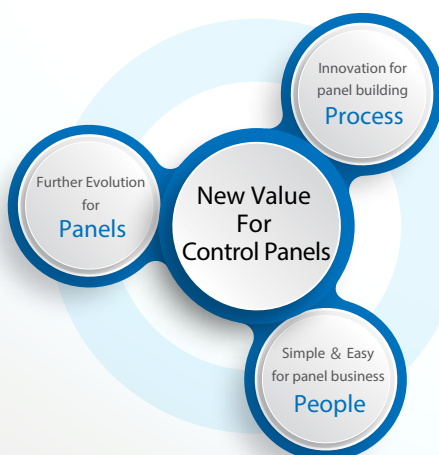 Innovation for
panel building
Process
Further Evolution
for
Panels
New Value
For
Control Panels
Simple & Easy
for panel business
People